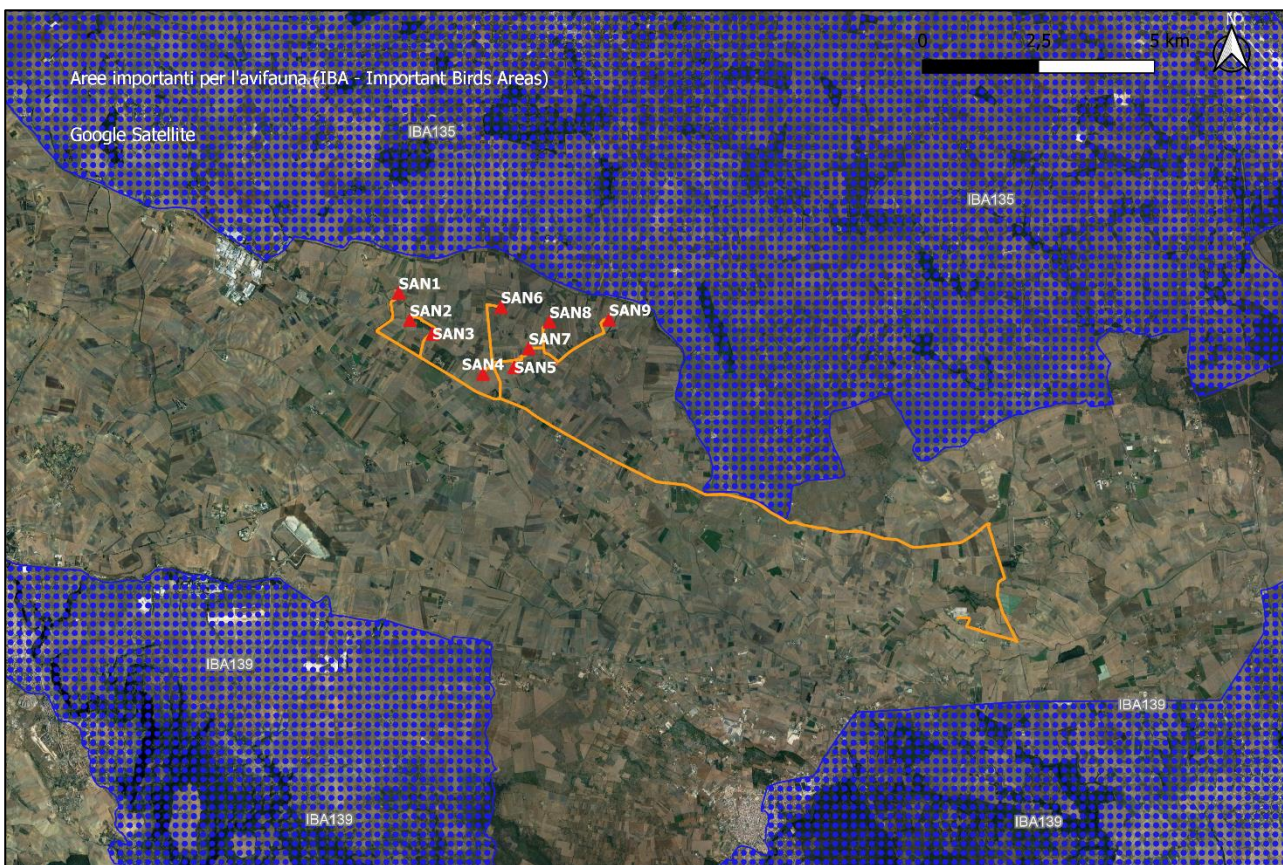 0 2,5 5 km
Aree importanti per l'avifauna (IBA - Important Birds Areas)
Google Satellite
IBA135
IBA135
SAN1
SAN6
SAN2
SAN8
SAN9
SAN3
SAN7
SAN4
SAN5
IBA139
IBA139
IBA139
IBA139